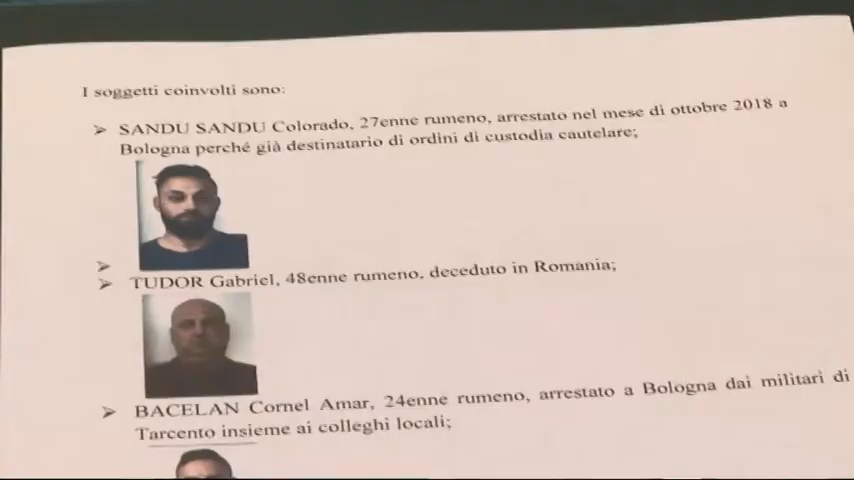 I soggetti coinvolti sono:
➢ SANDU SANDU Colorado, 27enne rumeno, arrestato nel mese di ottobre 2018 a
Bologna perché già destinatario di ordini di custodia cautelare;
➢
➢ TUDOR Gabriel, 48enne rumeno, deceduto in Romania;
➢ BACELAN Cornel Amar, 24enne rumeno, arrestato a Bologna dai militari di
Tarcento insieme ai colleghi locali;